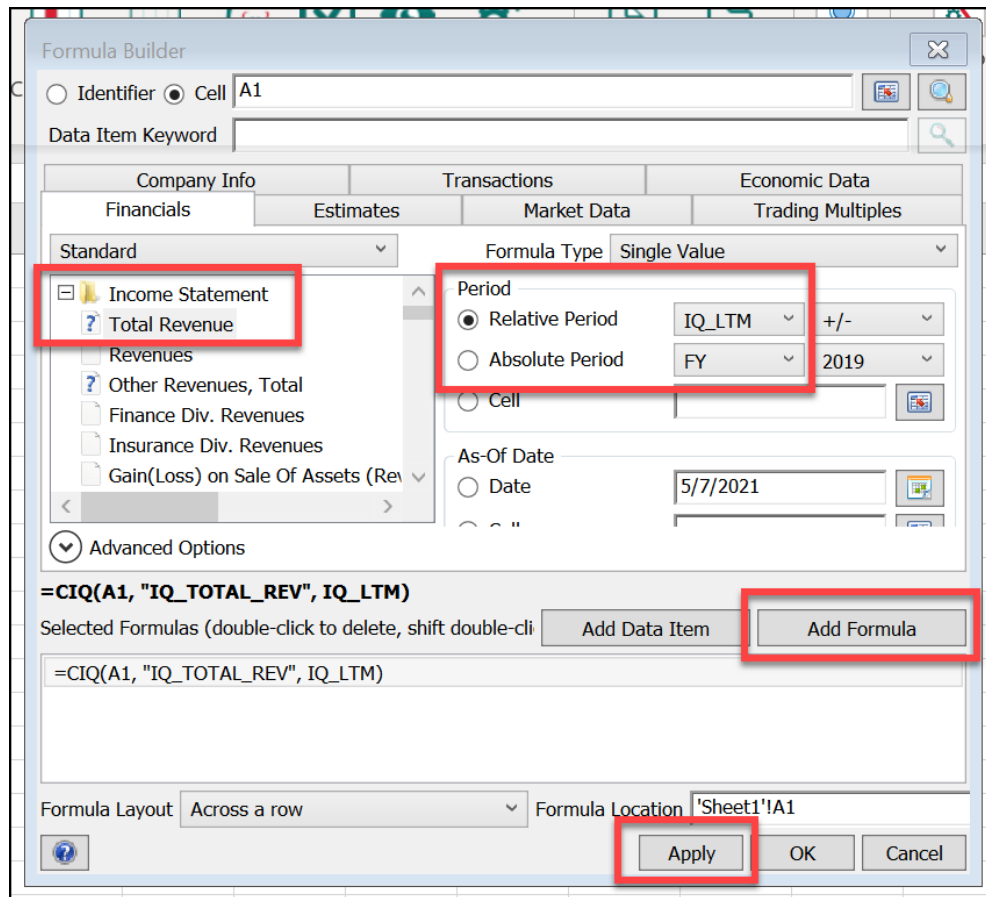 Formula Builder
Identifier Cell A1
Data Item Keyword
Company Info Transactions Economic Data
Financials Estimates Market Data Trading Multiples
Standard Formula Type Single Value
Income Statement
Total Revenue
Revenues
Other Revenues, Total
Finance Div. Revenues
Insurance Div. Revenues
Gain(Loss) on Sale Of Assets (Rev
Period
Relative Period IQ_LTM +/-
Absolute Period FY 2019
Cell
As-Of Date
Date 5/7/2021
Advanced Options
=CIQ(A1, "IQ_TOTAL_REV", IQ_LTM)
Selected Formulas (double-click to delete, shift double-cli Add Data Item Add Formula
=CIQ(A1, "IQ_TOTAL_REV", IQ_LTM)
Formula Layout Across a row Formula Location 'Sheet1'!A1
? Apply OK Cancel